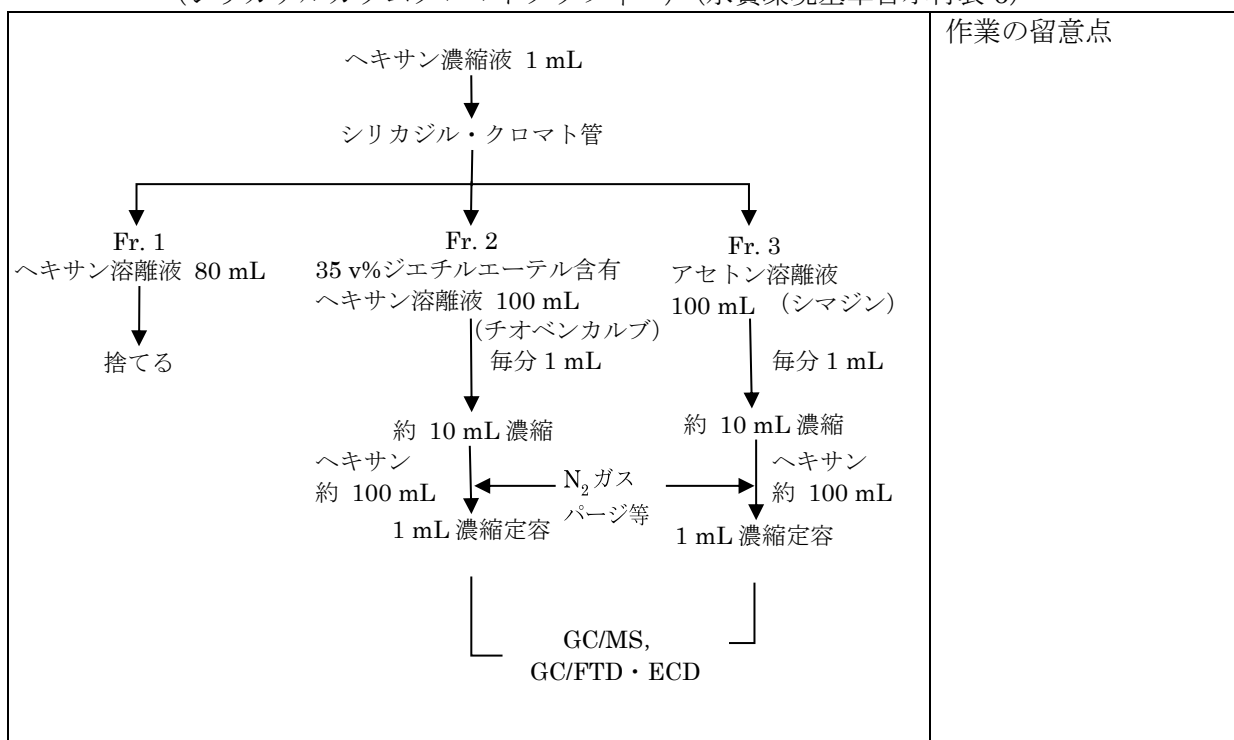 作業の留意点
ヘキサン濃縮液 1 mL
シリカジル・クロマト管
Fr. 1
ヘキサン溶離液 80 mL
捨てる
Fr. 2
35 v%ジエチルエーテル含有
ヘキサン溶離液 100 mL
(チオベンカルブ)
毎分 1 mL
約 10 mL 濃縮
ヘキサン
約 100 mL
1 mL 濃縮定容
Fr. 3
アセトン溶離液
100 mL (シマジン)
毎分 1 mL
約 10 mL 濃縮
ヘキサン
約 100 mL
1 mL 濃縮定容
N₂ガス
パージ等
GC/MS,
GC/FTD・ECD